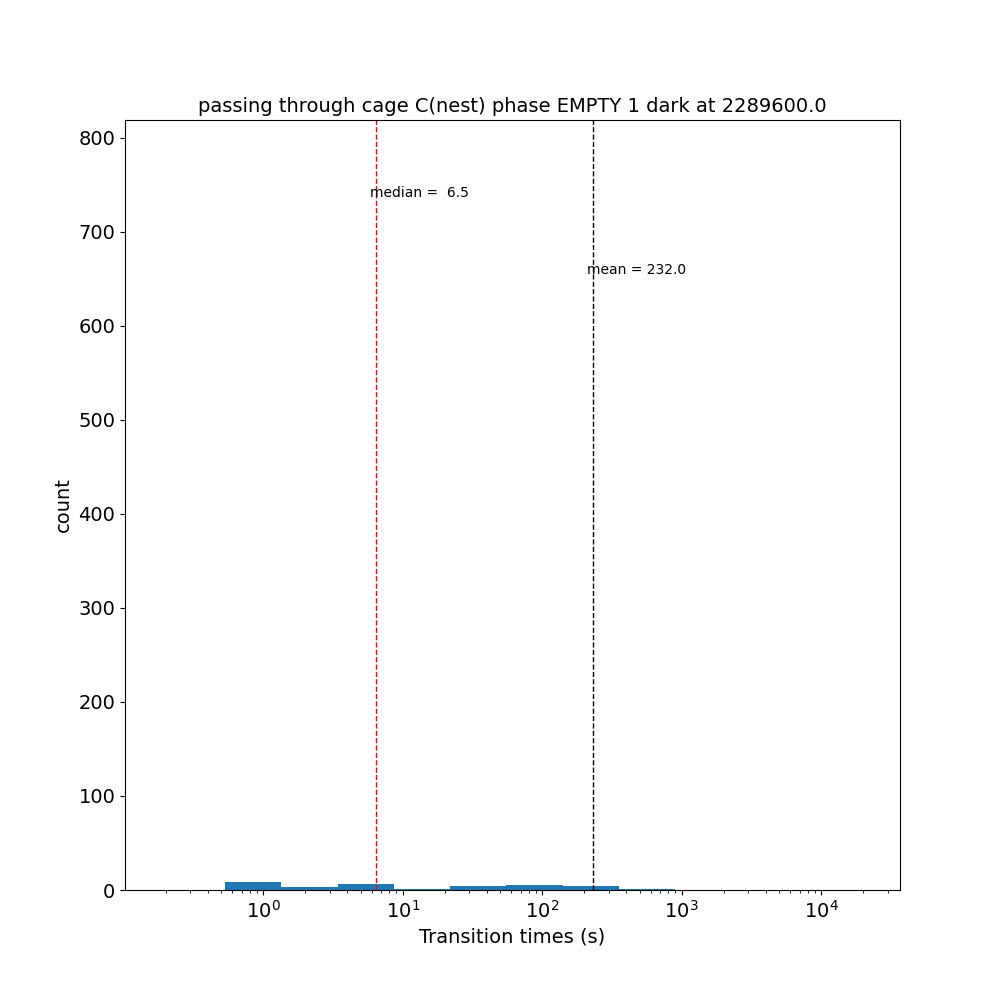 passing through cage C(nest) phase EMPTY 1 dark at 2289600.0
800
median =  6.5
700
mean = 232.0
600
500
400
300
200
100
0
count
10^0 10^1 10^2 10^3 10^4
Transition times (s)